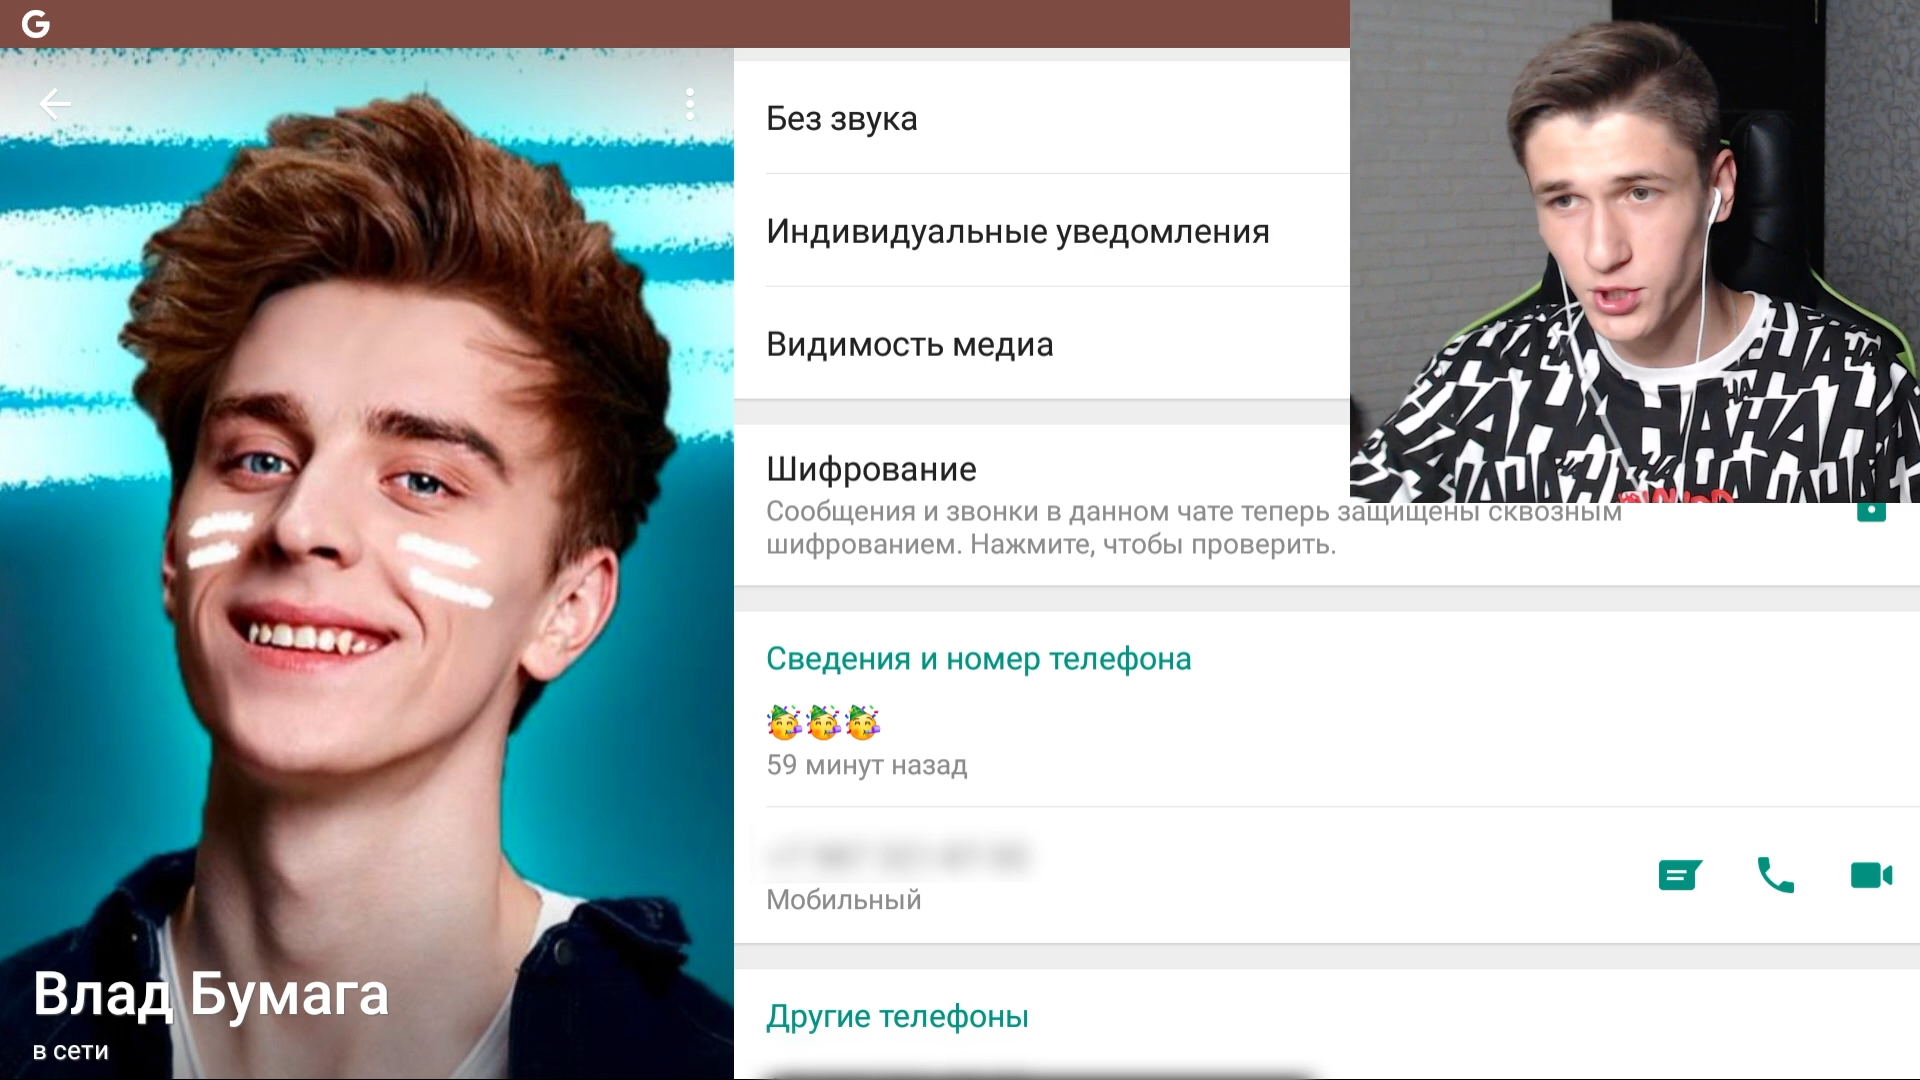 G
Без звука
Индивидуальные уведомления
Видимость медиа
Шифрование
Сообщения и звонки в данном чате теперь защищены сквозным
шифрованием. Нажмите, чтобы проверить.
Сведения и номер телефона
🥳🥳🥳
59 минут назад
Мобильный
Другие телефоны
Влад Бумага
в сети